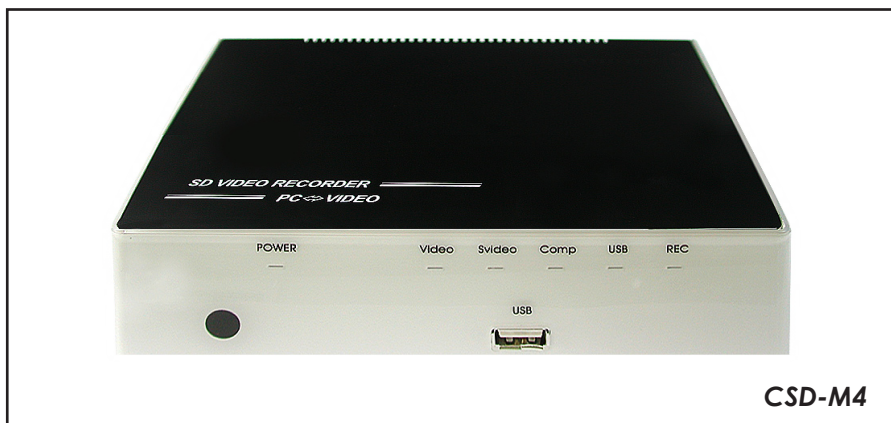 SD VIDEO RECORDER
PC⇔VIDEO
POWER Video Svideo Comp USB REC
USB
CSD-M4